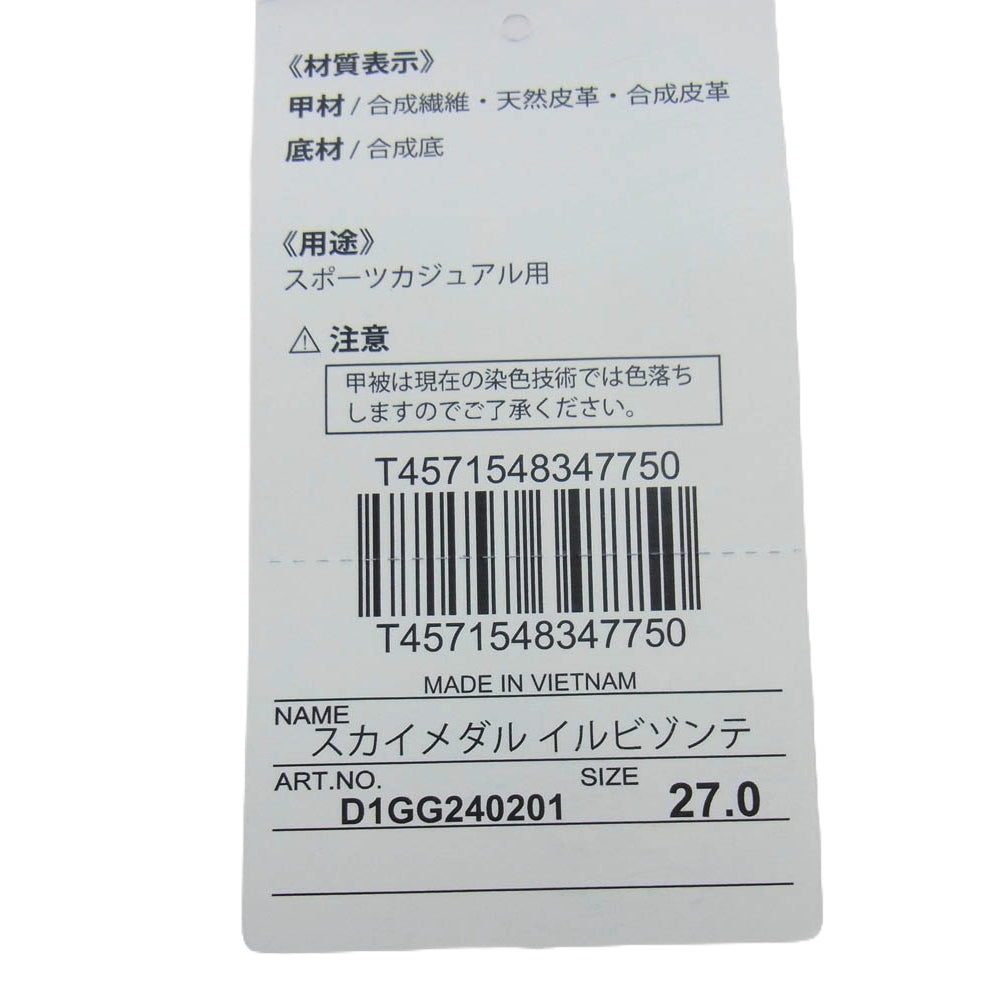 《材質表示》
甲材 / 合成繊維・天然皮革・合成皮革
底材 / 合成底
《用途》
スポーツカジュアル用
⚠ 注意
甲被は現在の染色技術では色落ち
しますのでご了承ください。
T4571548347750
T4571548347750
MADE IN VIETNAM
NAME
スカイメダル イルビゾンテ
ART.NO. SIZE
D1GG240201 27.0